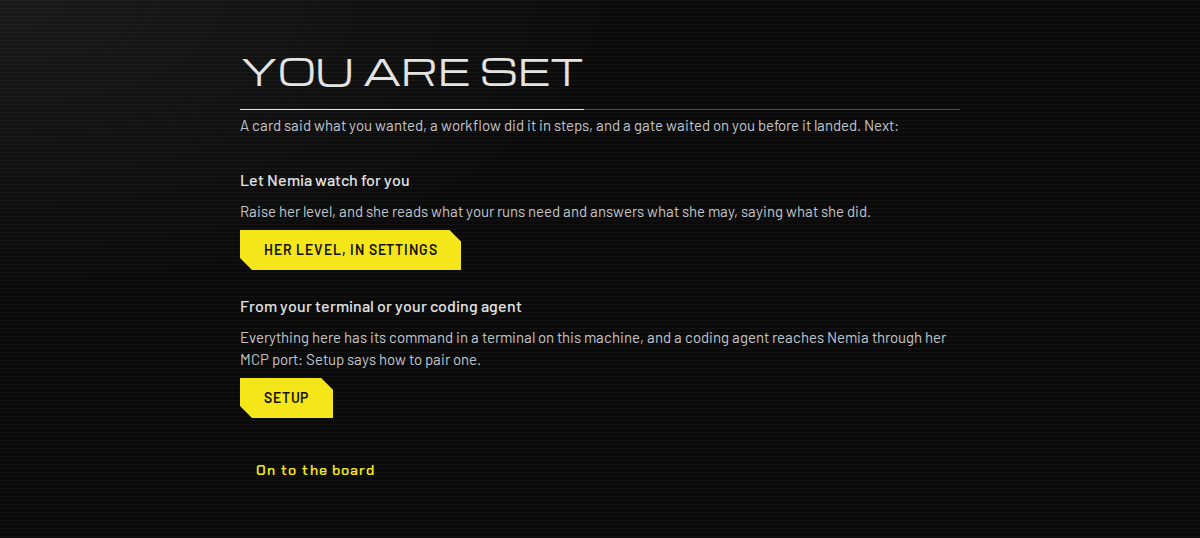 YOU ARE SET
A card said what you wanted, a workflow did it in steps, and a gate waited on you before it landed. Next:
Let Nemia watch for you
Raise her level, and she reads what your runs need and answers what she may, saying what she did.
HER LEVEL, IN SETTINGS
From your terminal or your coding agent
Everything here has its command in a terminal on this machine, and a coding agent reaches Nemia through her
MCP port: Setup says how to pair one.
SETUP
On to the board